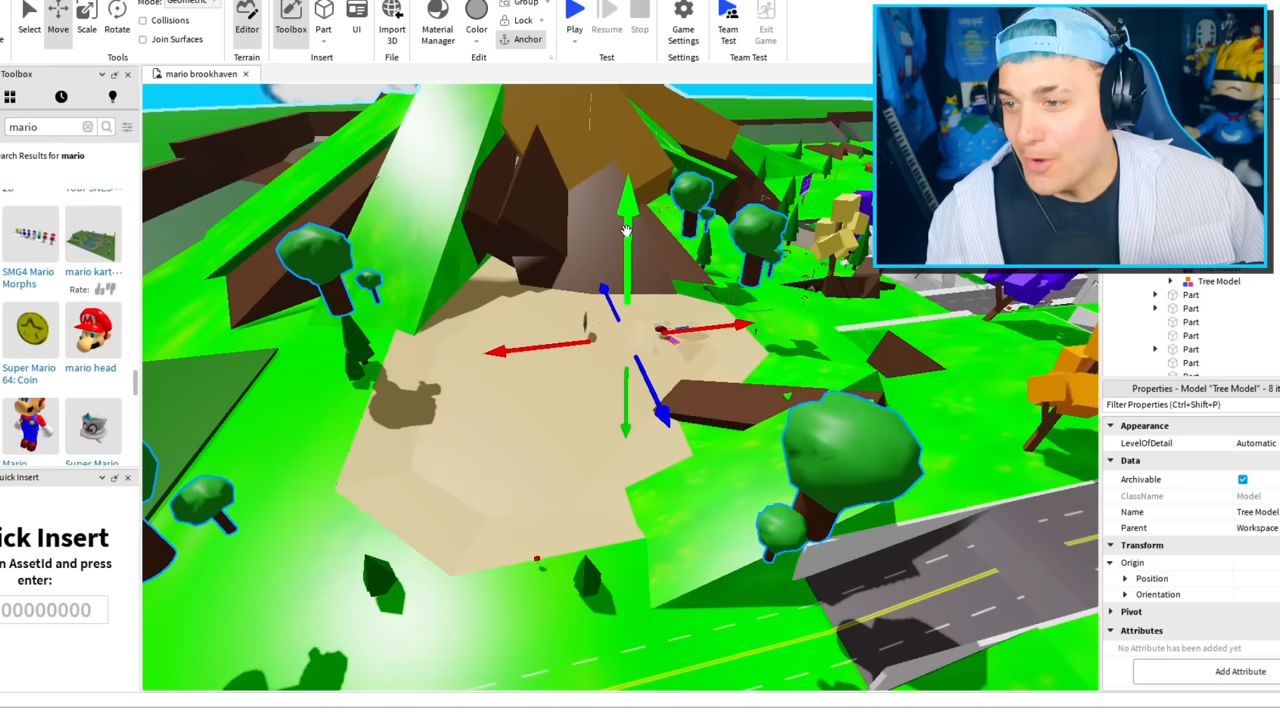 Mode:
Group
Select
Move
Scale
Rotate
Collisions
Join Surfaces
Tools
Editor
Terrain
Toolbox
Part
UI
Insert
Import
3D
File
Material
Manager
Color
Lock
Anchor
Edit
Play
Resume
Stop
Test
Game
Settings
Settings
Team
Test
Exit
Game
Team Test
Toolbox
mario brookhaven
mario
earch Results for mario
SMG4 Mario
Morphs
mario kart...
Rate:
Super Mario
64: Coin
mario head
Mario
Super Mario
uick Insert
ick Insert
n AssetId and press
enter:
00000000
Tree Model
Part
Part
Part
Part
Part
Part
Properties - Model "Tree Model" - 8 it
Filter Properties (Ctrl+Shift+P)
Appearance
LevelOfDetail
Automatic
Data
Archivable
ClassName
Model
Name
Tree Model
Parent
Workspace
Transform
Origin
Position
Orientation
Pivot
Attributes
No Attribute has been added yet
Add Attribute